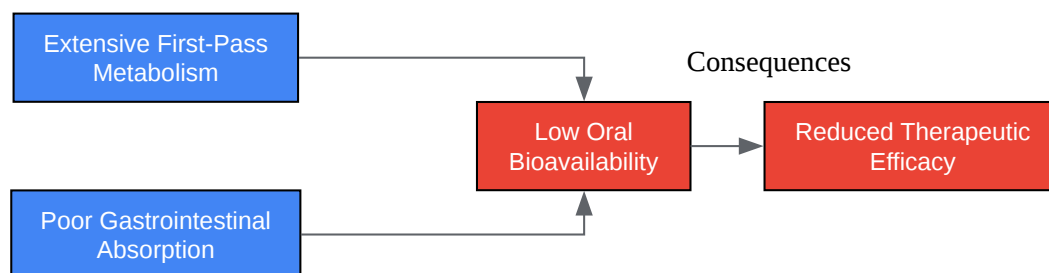 Extensive First-Pass
Metabolism
Consequences
Low Oral
Bioavailability
Reduced Therapeutic
Efficacy
Poor Gastrointestinal
Absorption